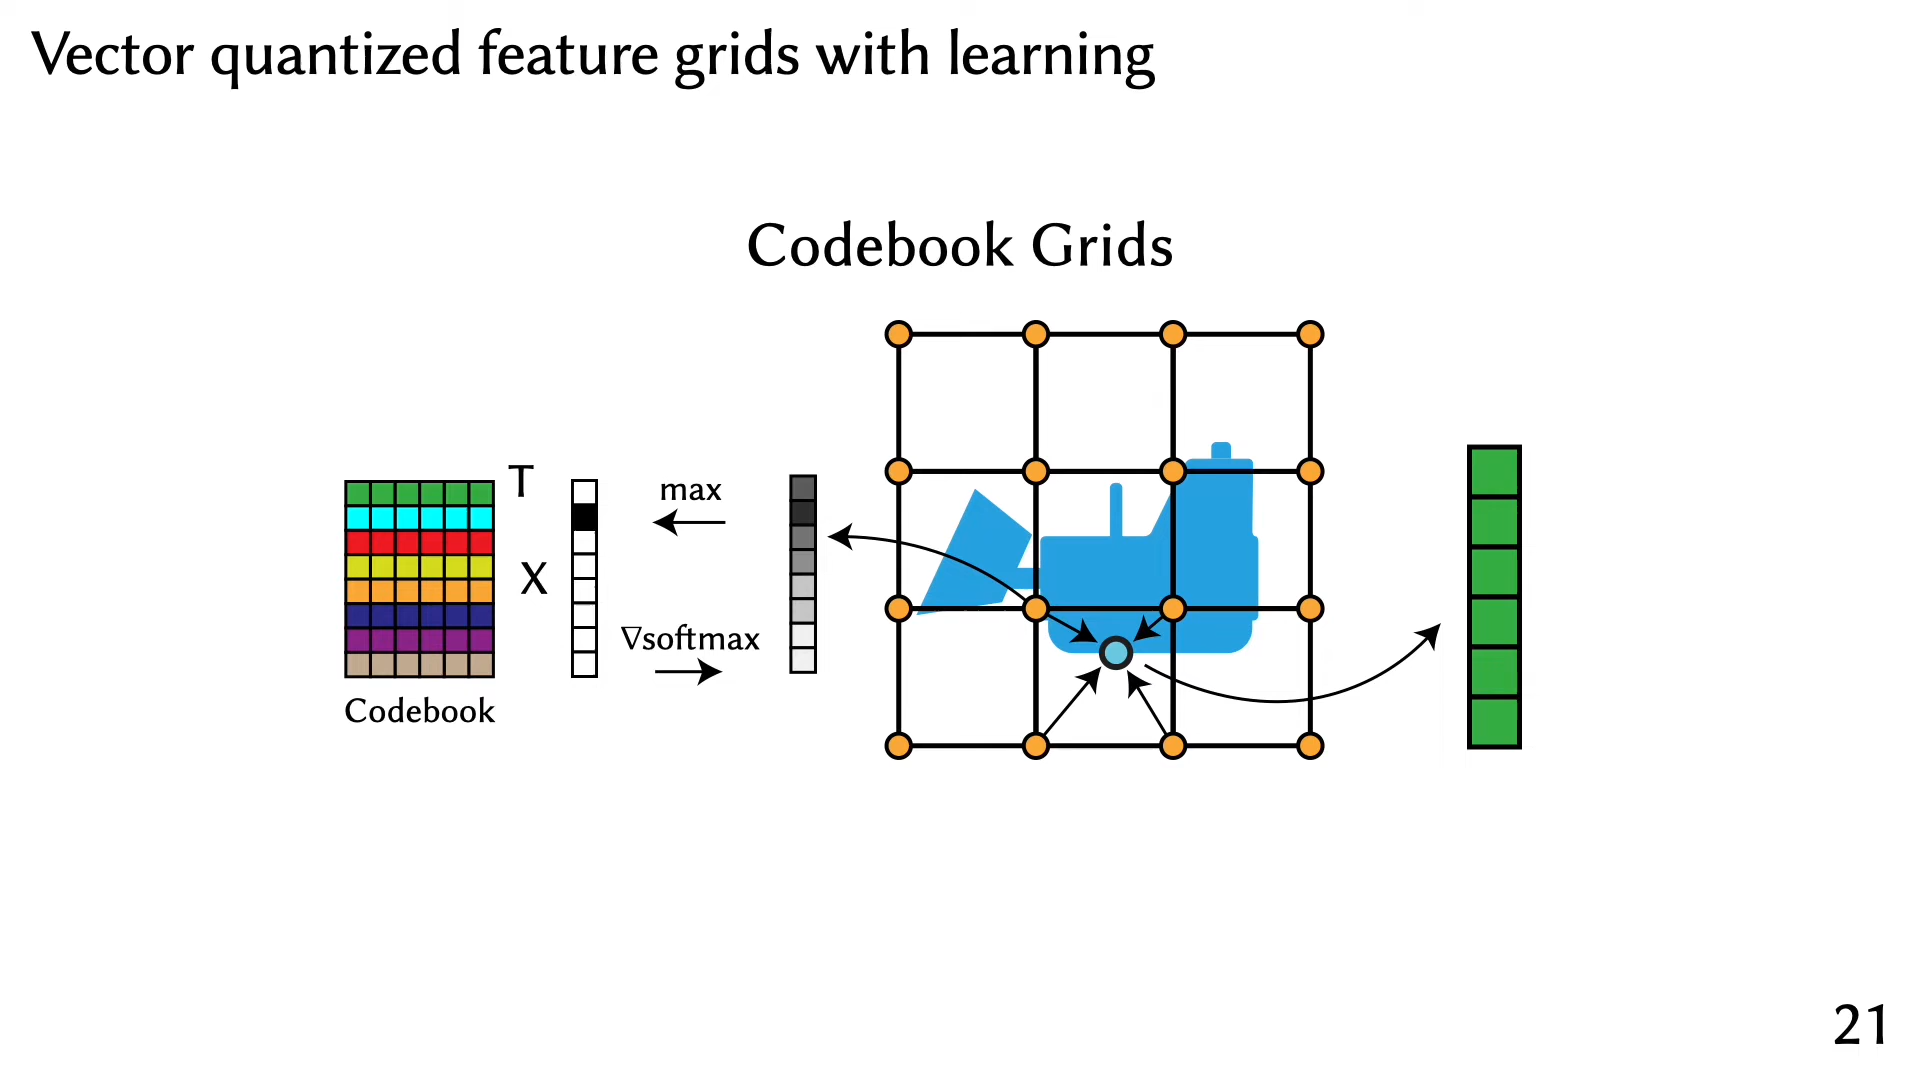 Vector quantized feature grids with learning
Codebook Grids
T
X
max
∇softmax
Codebook
21